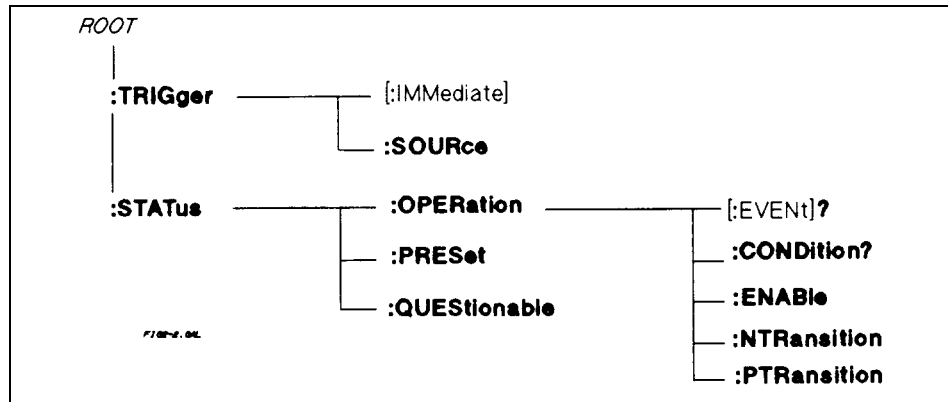 ROOT
:TRIGger [:IMMediate]
:SOURce
:STATus :OPERation [:EVENt]?
:PRESet :CONDition?
:QUEStionable :ENABle
:NTRansition
:PTRansition